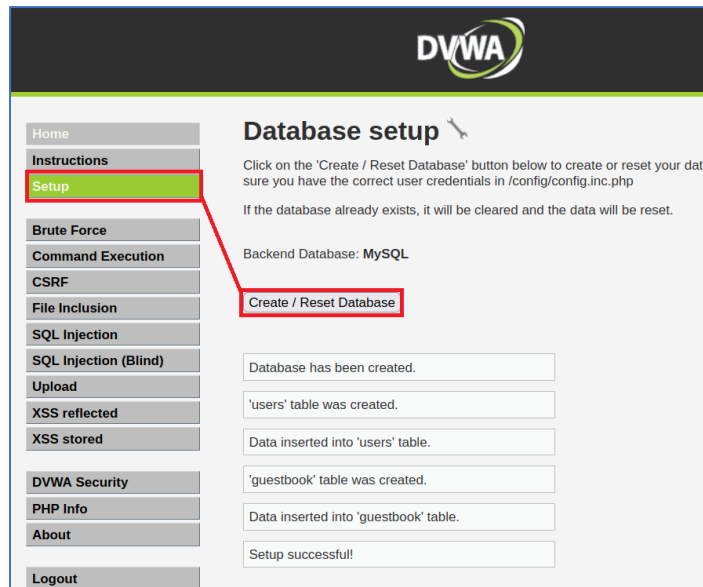 DVWA
Home
Instructions
Setup
Brute Force
Command Execution
CSRF
File Inclusion
SQL Injection
SQL Injection (Blind)
Upload
XSS reflected
XSS stored
DVWA Security
PHP Info
About
Logout
Database setup
Click on the 'Create / Reset Database' button below to create or reset your
sure you have the correct user credentials in /config/config.inc.php
If the database already exists, it will be cleared and the data will be reset.
Backend Database: MySQL
Create / Reset Database
Database has been created.
'users' table was created.
Data inserted into 'users' table.
'guestbook' table was created.
Data inserted into 'guestbook' table.
Setup successful!